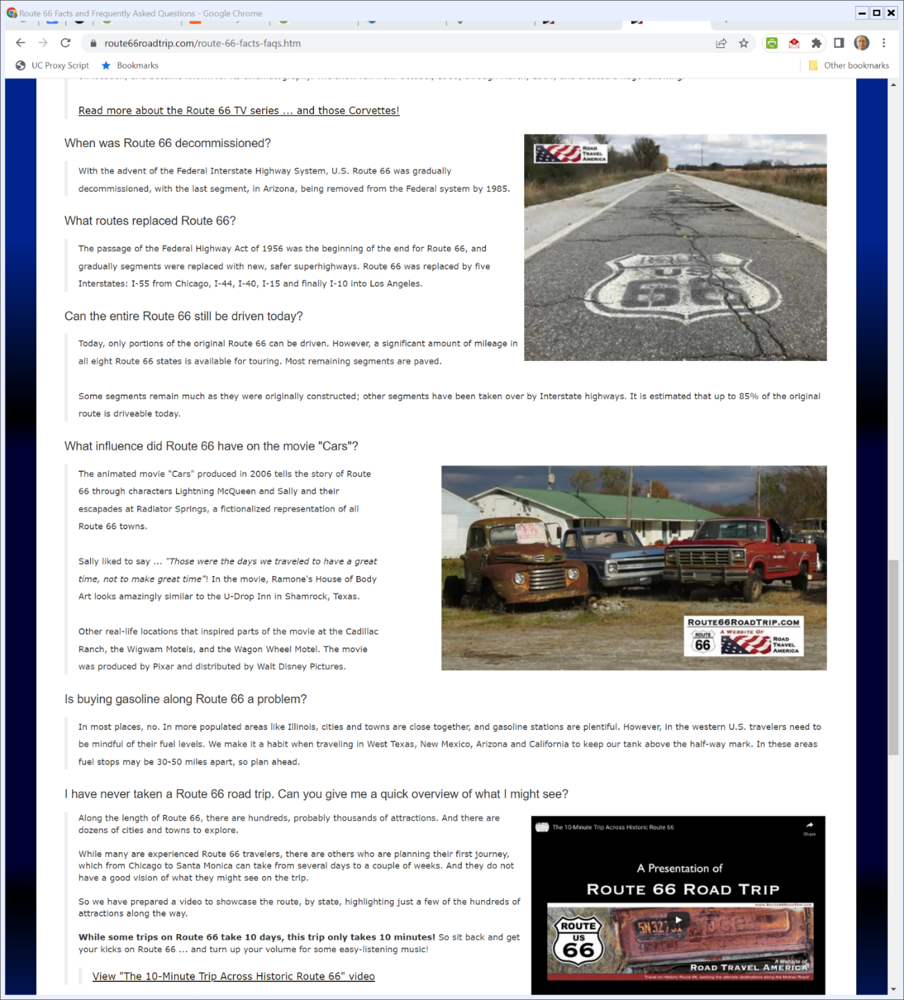 Route 66 Facts and Frequently Asked Questions - Google Chrome
route66roadtrip.com/route-66-facts-faqs.htm
UC Proxy Script
Bookmarks
Other bookmarks
Read more about the Route 66 TV series ... and those Corvettes!
When was Route 66 decommissioned?
With the advent of the Federal Interstate Highway System, U.S. Route 66 was gradually
decommissioned, with the last segment, in Arizona, being removed from the Federal system by 1985.
What routes replaced Route 66?
The passage of the Federal Highway Act of 1956 was the beginning of the end for Route 66, and
gradually segments were replaced with new, safer superhighways. Route 66 was replaced by five
Interstates: I-55 from Chicago, I-44, I-40, I-15 and finally I-10 into Los Angeles.
ROAD
TRAVEL
AMERICA
ROUTE
US
66
Can the entire Route 66 still be driven today?
Today, only portions of the original Route 66 can be driven. However, a significant amount of mileage in
all eight Route 66 states is available for touring. Most remaining segments are paved.
Some segments remain much as they were originally constructed; other segments have been taken over by Interstate highways. It is estimated that up to 85% of the original
route is driveable today.
What influence did Route 66 have on the movie "Cars"?
The animated movie "Cars" produced in 2006 tells the story of Route
66 through characters Lightning McQueen and Sally and their
escapades at Radiator Springs, a fictionalized representation of all
Route 66 towns.
Sally liked to say ... "Those were the days we traveled to have a great
time, not to make great time"! In the movie, Ramone's House of Body
Art looks amazingly similar to the U-Drop Inn in Shamrock, Texas.
Other real-life locations that inspired parts of the movie at the Cadillac
Ranch, the Wigwam Motels, and the Wagon Wheel Motel. The movie
was produced by Pixar and distributed by Walt Disney Pictures.
ROUTE66ROADTRIP.COM
ROUTE
66
A WEBSITE OF
ROAD
TRAVEL
AMERICA
Is buying gasoline along Route 66 a problem?
In most places, no. In more populated areas like Illinois, cities and towns are close together, and gasoline stations are plentiful. However, in the western U.S. travelers need to
be mindful of their fuel levels. We make it a habit when traveling in West Texas, New Mexico, Arizona and California to keep our tank above the half-way mark. In these areas
fuel stops may be 30-50 miles apart, so plan ahead.
I have never taken a Route 66 road trip. Can you give me a quick overview of what I might see?
Along the length of Route 66, there are hundreds, probably thousands of attractions. And there are
dozens of cities and towns to explore.
While many are experienced Route 66 travelers, there are others who are planning their first journey,
which from Chicago to Santa Monica can take from several days to a couple of weeks. And they do not
have a good vision of what they might see on the trip.
So we have prepared a video to showcase the route, by state, highlighting just a few of the hundreds of
attractions along the way.
While some trips on Route 66 take 10 days, this trip only takes 10 minutes! So sit back and get
your kicks on Route 66 ... and turn up your volume for some easy-listening music!
View "The 10-Minute Trip Across Historic Route 66" video
The 10-Minute Trip Across Historic Route 66
Share
A Presentation of
ROUTE 66 ROAD TRIP
www.Route66RoadTrip.com
ROUTE
US
66
A Website of
ROAD TRAVEL AMERICA
Travel on Historic Route 66, seeking the ultimate destinations along the Mother Road!